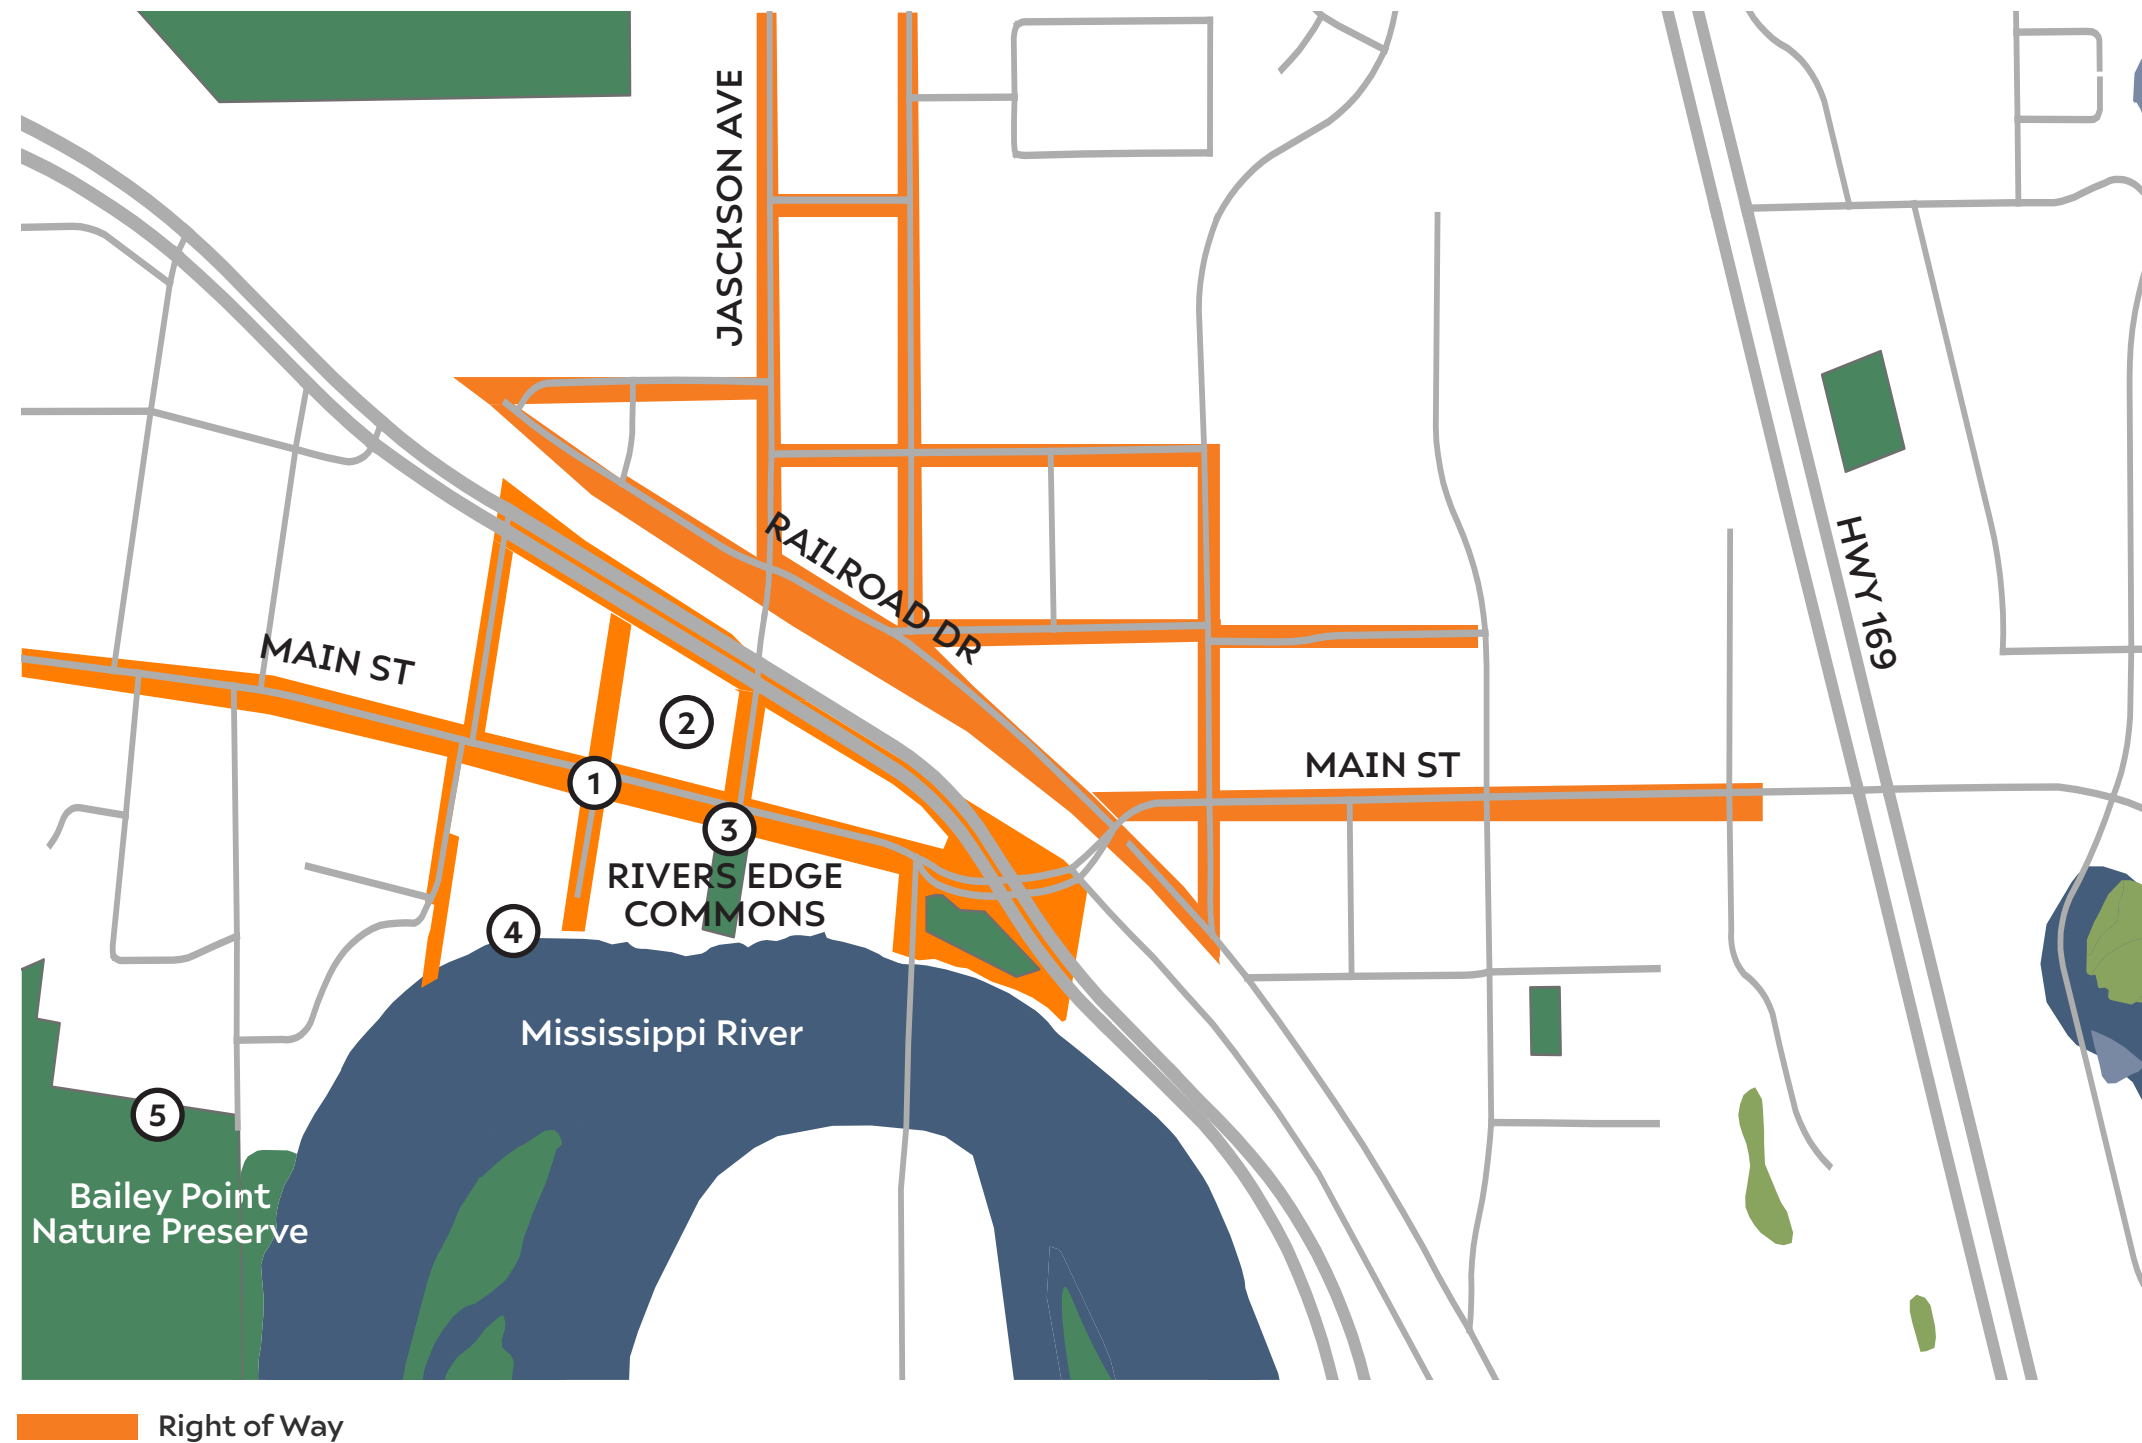 JASCKSON AVE
RAILROAD DR
HWY 169
MAIN ST
2
MAIN ST
1
3
RIVERS EDGE
COMMONS
4
Mississippi River
5
Bailey Point
Nature Preserve
Right of Way